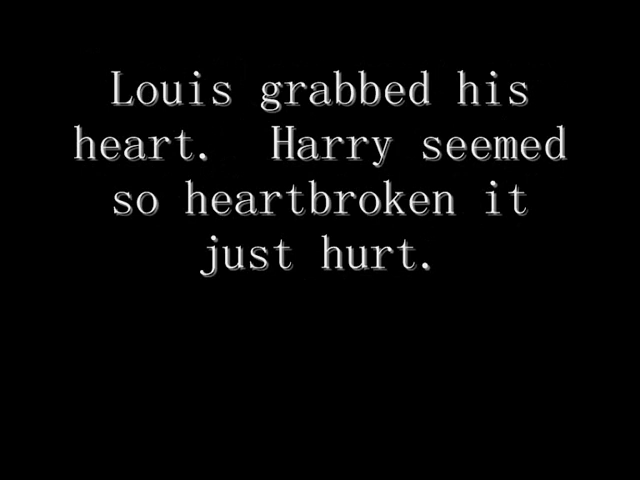 Louis grabbed his
heart.  Harry seemed
so heartbroken it
just hurt.